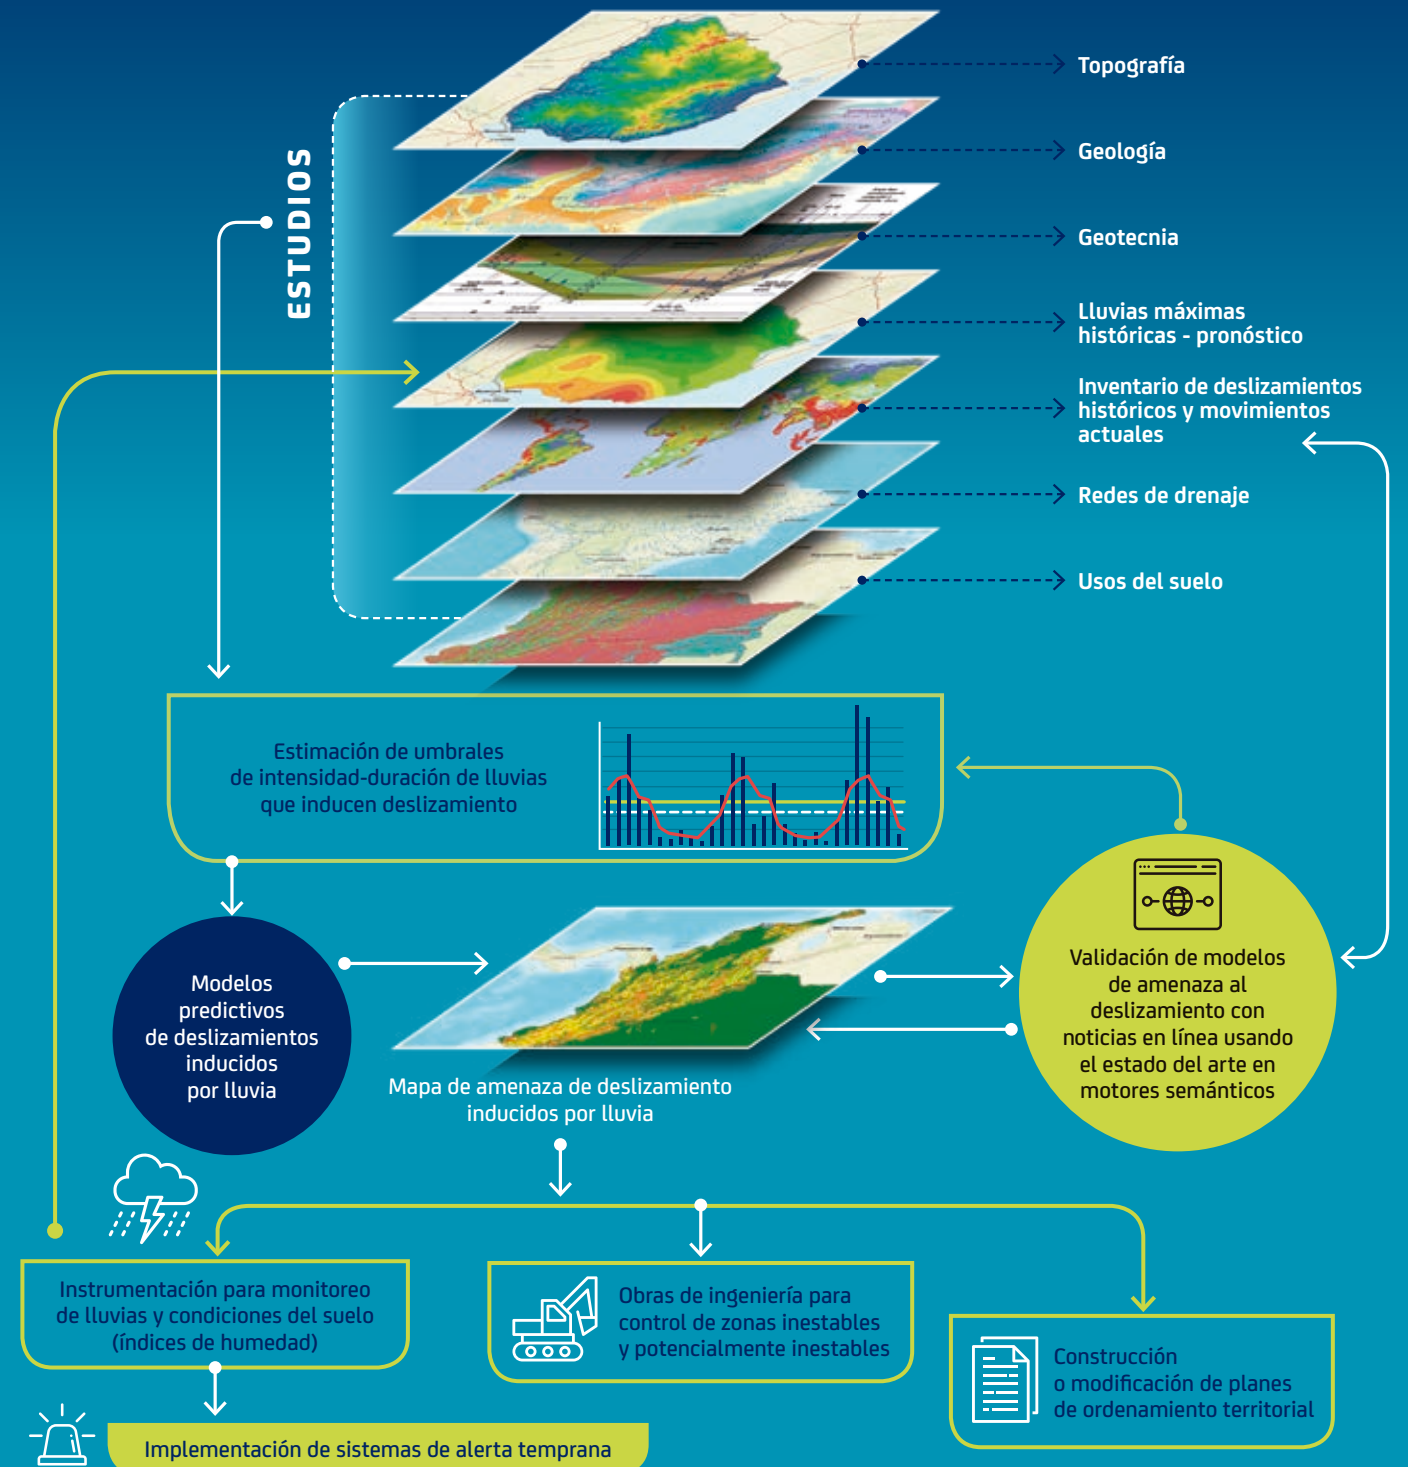 Topografía
Geología
Geotecnia
Lluvias máximas
históricas - pronóstico
Inventario de deslizamientos
históricos y movimientos
actuales
Redes de drenaje
Usos del suelo
ESTUDIOS
Estimación de umbrales
de intensidad-duración de lluvias
que inducen deslizamiento
Modelos
predictivos
de deslizamientos
inducidos
por lluvia
Mapa de amenaza de deslizamiento
inducidos por lluvia
Validación de modelos
de amenaza al
deslizamiento con
noticias en línea usando
el estado del arte en
motores semánticos
Instrumentación para monitoreo
de lluvias y condiciones del suelo
(índices de humedad)
Obras de ingeniería para
control de zonas inestables
y potencialmente inestables
Construcción
o modificación de planes
de ordenamiento territorial
Implementación de sistemas de alerta temprana